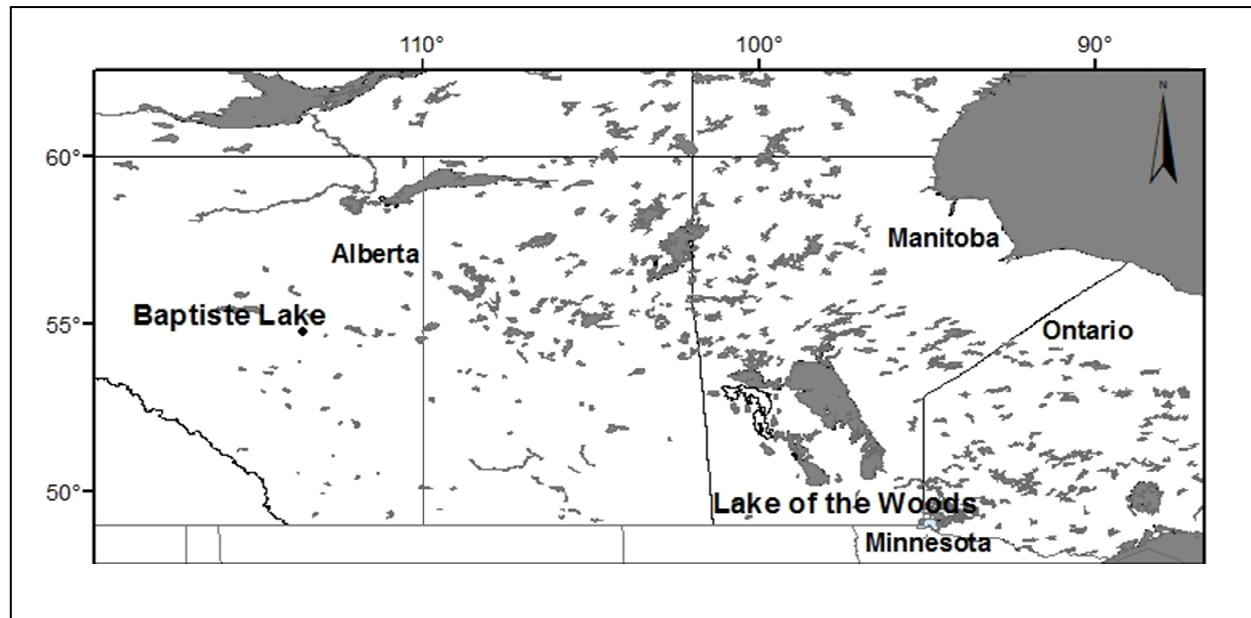 110° 100° 90°
N
60°
Manitoba
Alberta
Baptiste Lake
55°
Ontario
50°
Lake of the Woods
Minnesota